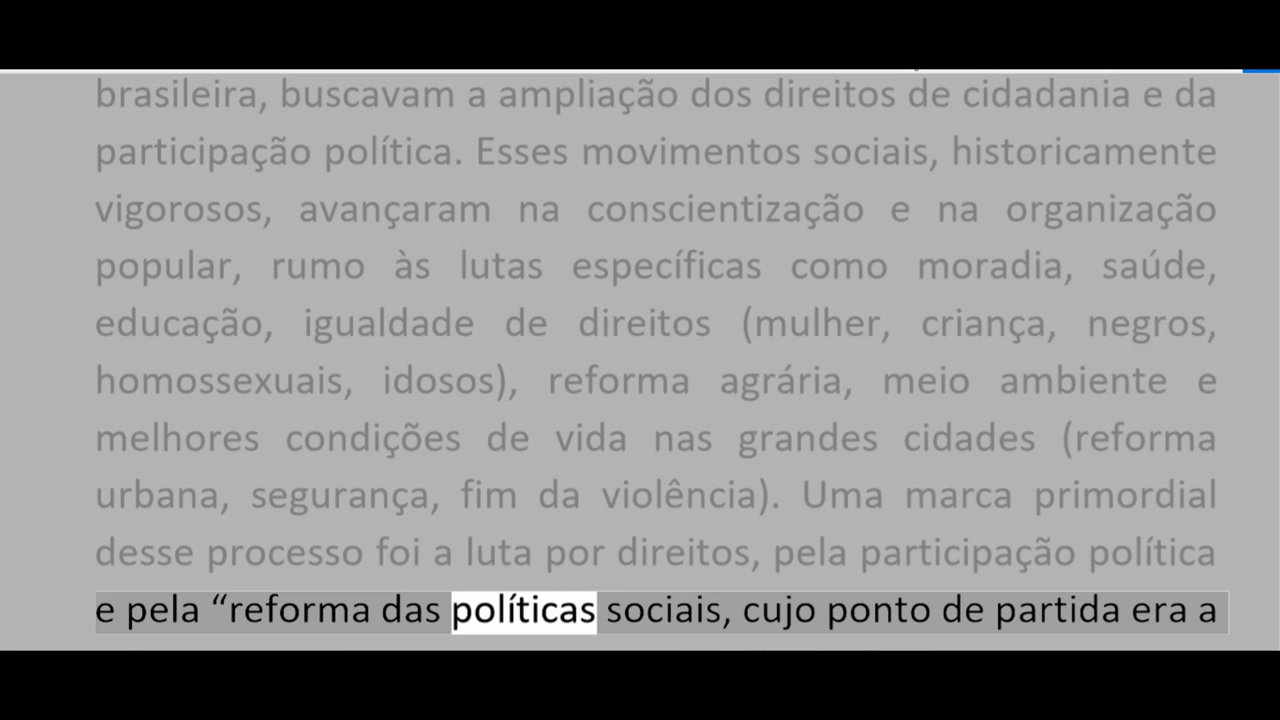 brasileira, buscavam a ampliação dos direitos de cidadania e da
participação política. Esses movimentos sociais, historicamente
vigorosos, avançaram na conscientização e na organização
popular, rumo às lutas específicas como moradia, saúde,
educação, igualdade de direitos (mulher, criança, negros,
homossexuais, idosos), reforma agrária, meio ambiente e
melhores condições de vida nas grandes cidades (reforma
urbana, segurança, fim da violência). Uma marca primordial
desse processo foi a luta por direitos, pela participação política
e pela “reforma das políticas sociais, cujo ponto de partida era a